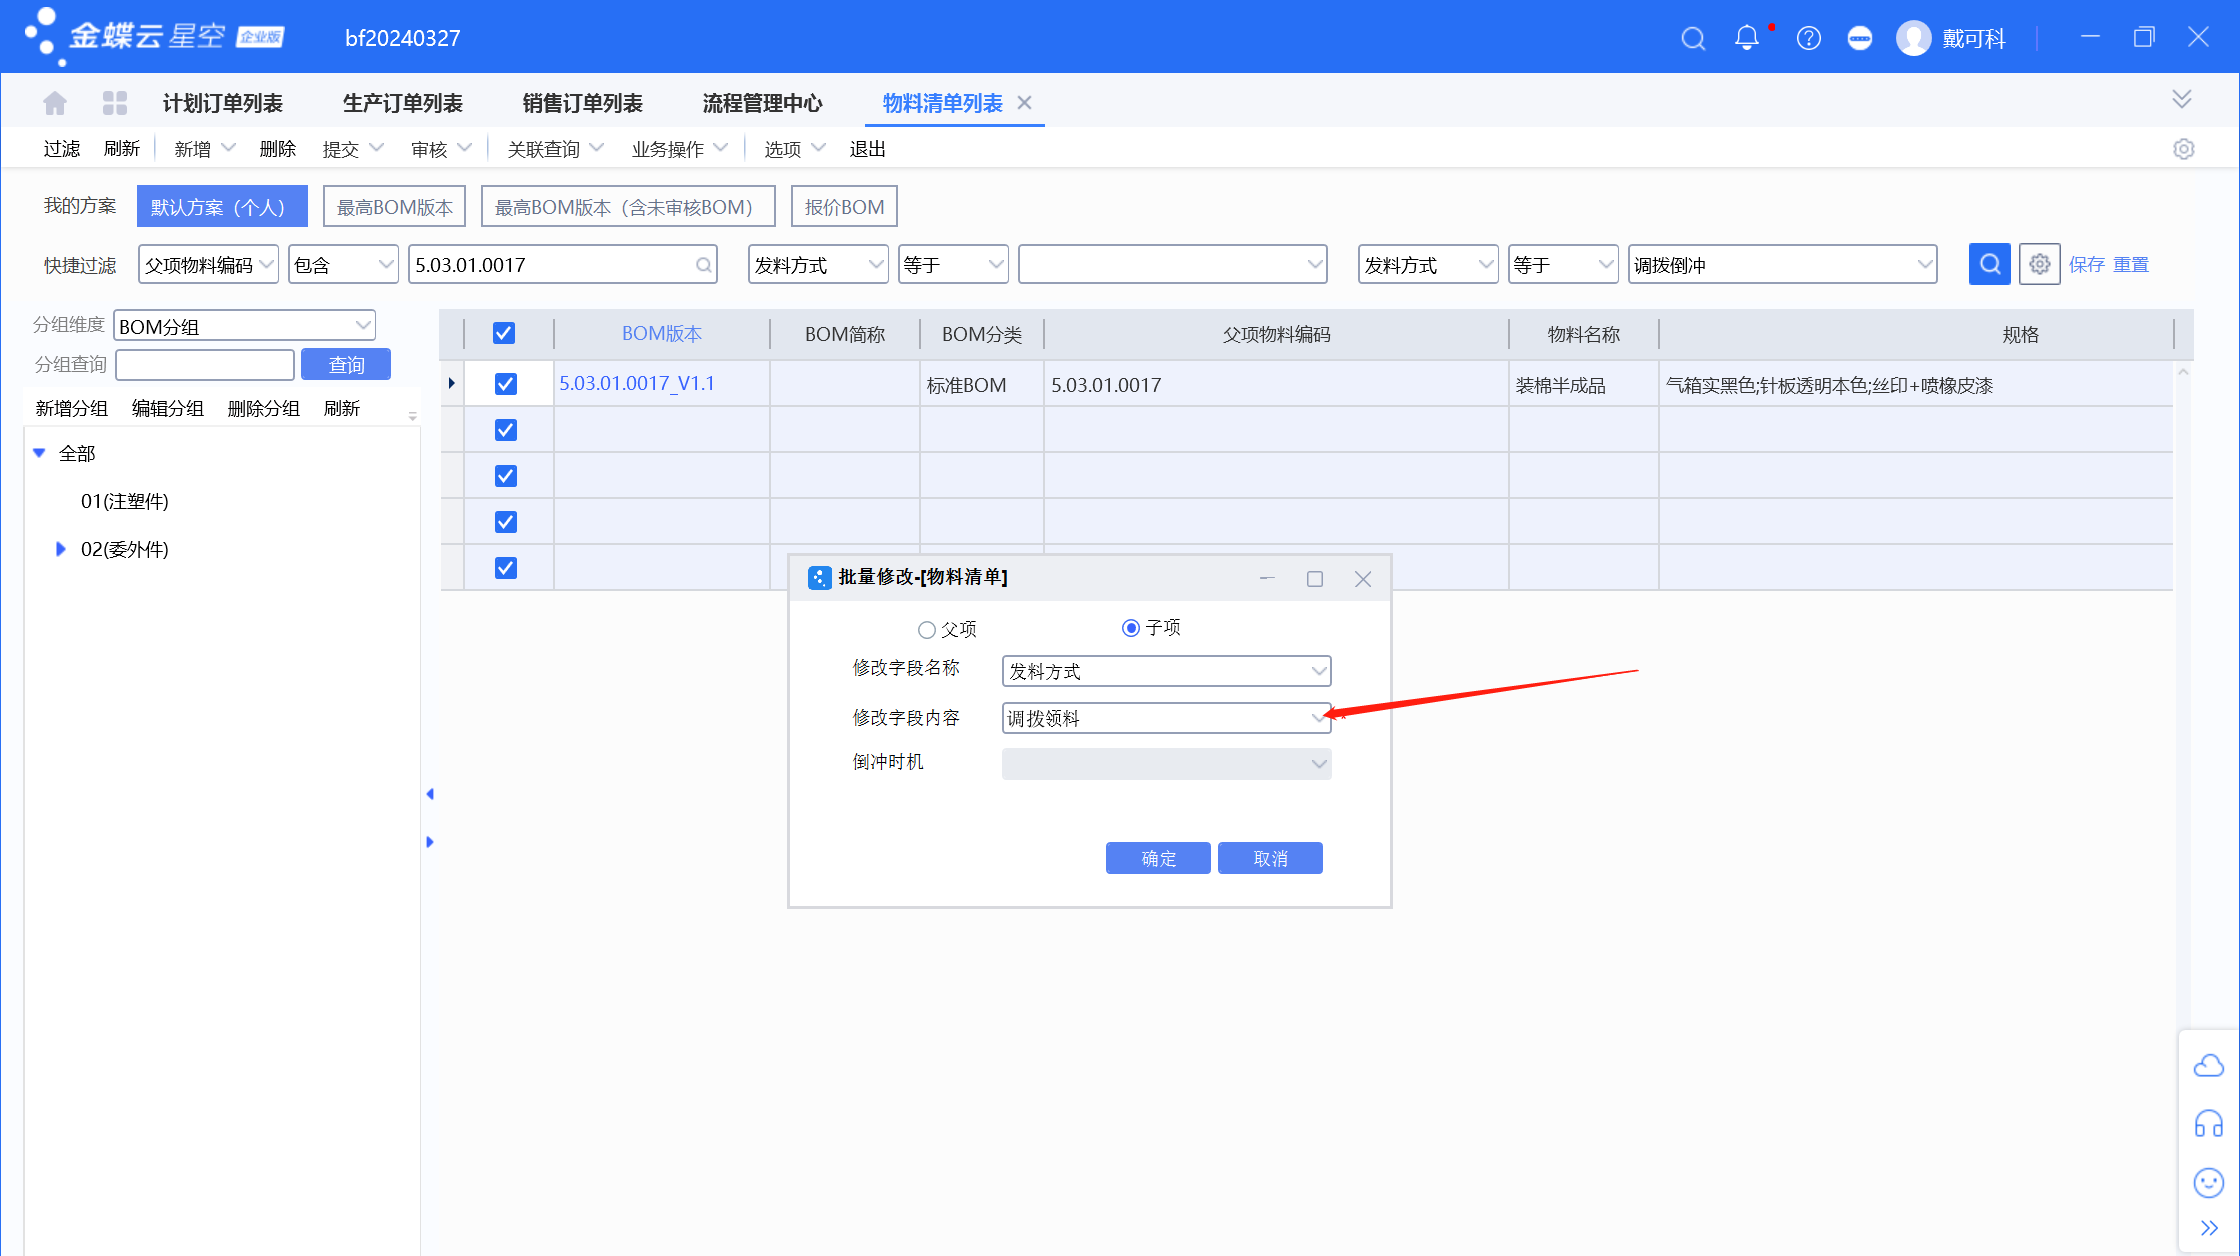 金蝶云 星空 企业版 bf20240327 戴可科
计划订单列表 生产订单列表 销售订单列表 流程管理中心 物料清单列表
过滤 刷新 新增 删除 提交 审核 关联查询 业务操作 选项 退出
我的方案 默认方案（个人） 最高BOM版本 最高BOM版本（含未审核BOM） 报价BOM
快捷过滤 父项物料编码 包含 5.03.01.0017 发料方式 等于 发料方式 等于 调拨倒冲 保存 重置
分组维度 BOM分组
分组查询 查询
新增分组 编辑分组 删除分组 刷新
全部
01(注塑件)
02(委外件)
BOM版本 BOM简称 BOM分类 父项物料编码 物料名称 规格
5.03.01.0017_V1.1 标准BOM 5.03.01.0017 装棉半成品 气箱实黑色;针板透明本色;丝印+喷橡皮漆
批量修改-[物料清单]
父项 子项
修改字段名称 发料方式
修改字段内容 调拨领料 *
倒冲时机
确定 取消